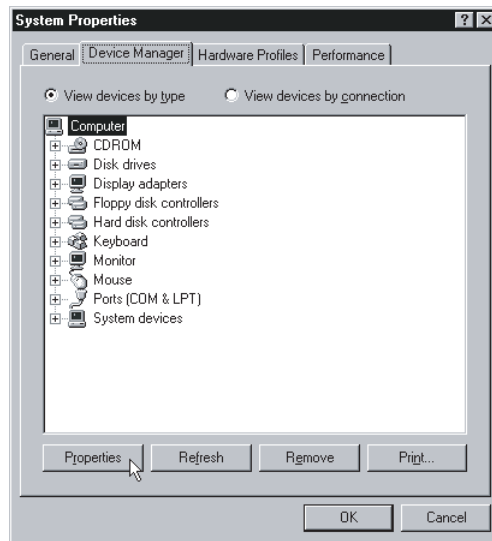 System Properties
General Device Manager Hardware Profiles Performance
View devices by type View devices by connection
Computer
CDROM
Disk drives
Display adapters
Floppy disk controllers
Hard disk controllers
Keyboard
Monitor
Mouse
Ports (COM & LPT)
System devices
Properties Refresh Remove Print...
OK Cancel